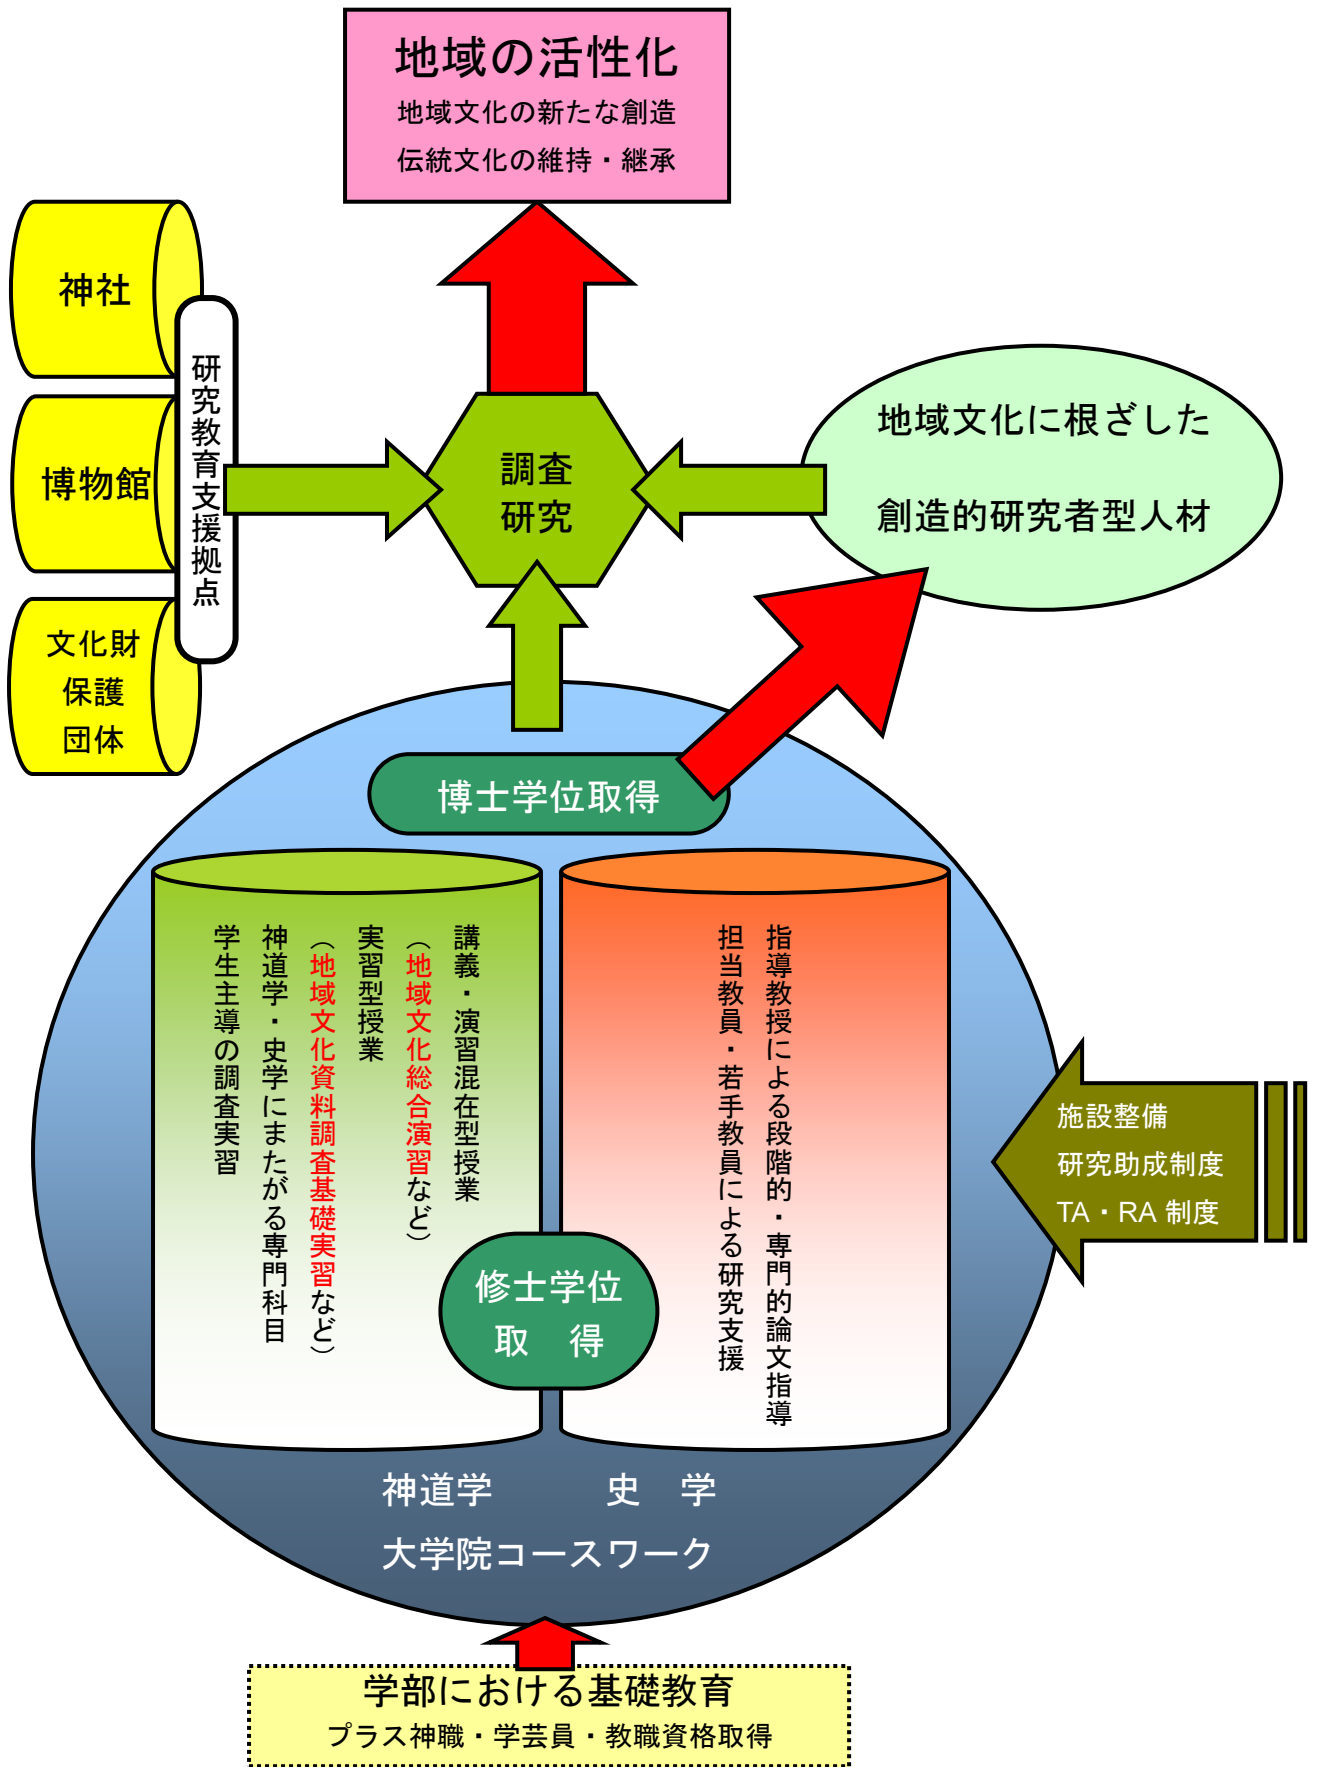 地域の活性化
地域文化の新たな創造
伝統文化の維持・継承
神社
博物館
文化財
保護
団体
研究教育支援拠点
調査
研究
地域文化に根ざした
創造的研究者型人材
博士学位取得
講義・演習混在型授業
（地域文化総合演習など）
実習型授業
（地域文化資料調査基礎実習など）
神道学・史学にまたがる専門科目
学生主導の調査実習
指導教授による段階的・専門的論文指導
担当教員・若手教員による研究支援
修士学位
取　得
施設整備
研究助成制度
TA・RA 制度
神道学　　　史　学
大学院コースワーク
学部における基礎教育
プラス神職・学芸員・教職資格取得